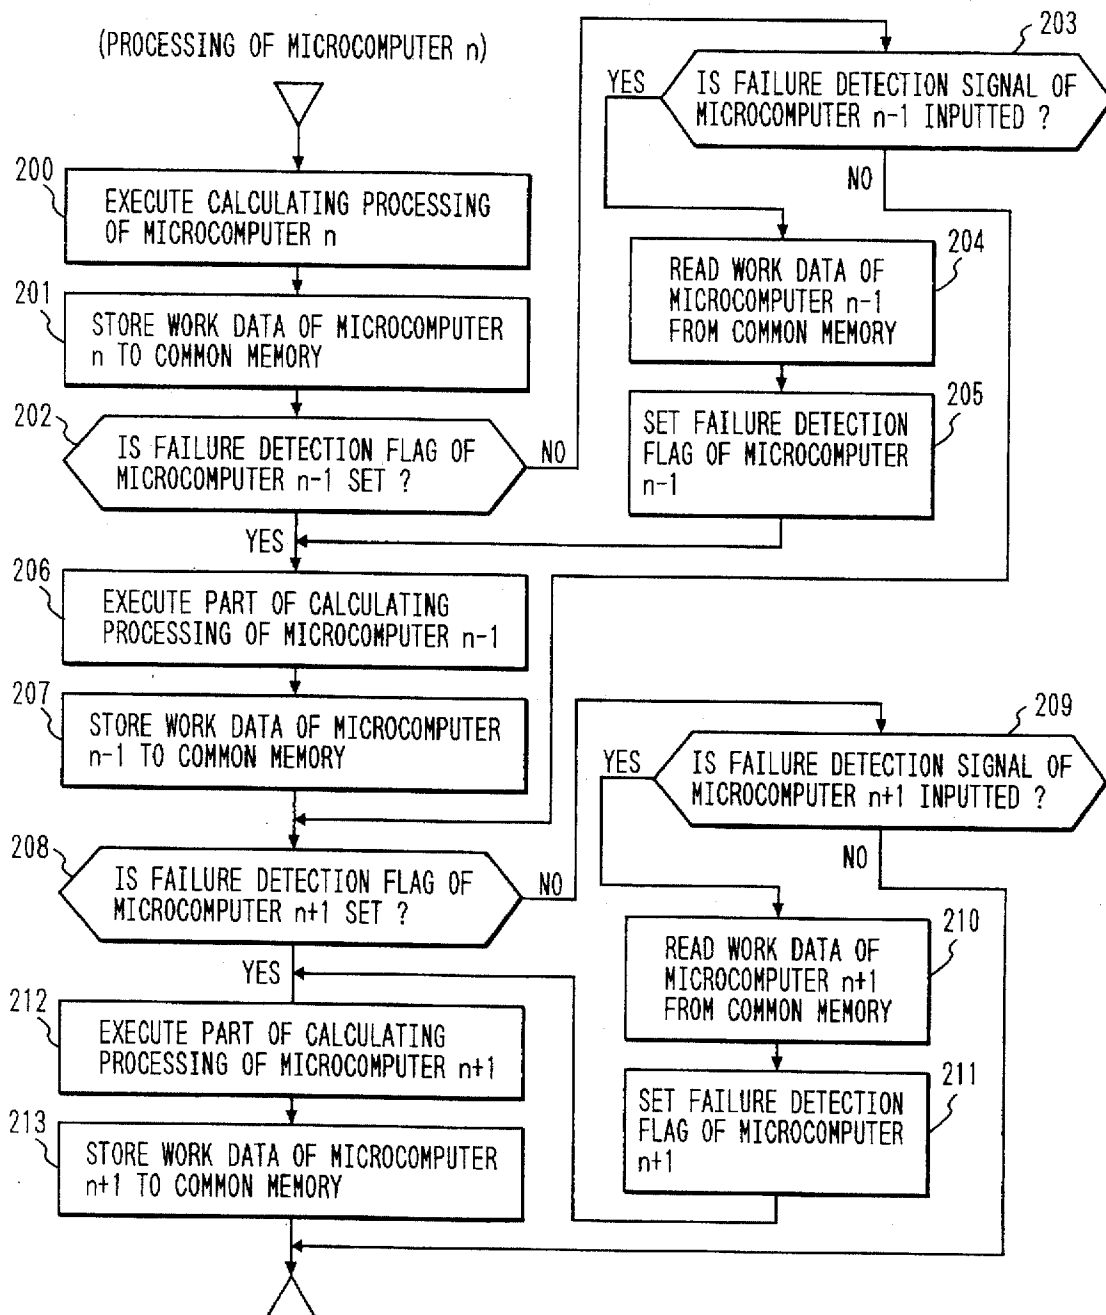 (PROCESSING OF MICROCOMPUTER n)
200
EXECUTE CALCULATING PROCESSING
OF MICROCOMPUTER n
201
STORE WORK DATA OF MICROCOMPUTER
n TO COMMON MEMORY
202
IS FAILURE DETECTION FLAG OF
MICROCOMPUTER n-1 SET ?
NO
YES
203
IS FAILURE DETECTION SIGNAL OF
MICROCOMPUTER n-1 INPUTTED ?
YES
NO
204
READ WORK DATA OF
MICROCOMPUTER n-1
FROM COMMON MEMORY
205
SET FAILURE DETECTION
FLAG OF MICROCOMPUTER
n-1
206
EXECUTE PART OF CALCULATING
PROCESSING OF MICROCOMPUTER n-1
207
STORE WORK DATA OF MICROCOMPUTER
n-1 TO COMMON MEMORY
208
IS FAILURE DETECTION FLAG OF
MICROCOMPUTER n+1 SET ?
NO
YES
209
IS FAILURE DETECTION SIGNAL OF
MICROCOMPUTER n+1 INPUTTED ?
YES
NO
210
READ WORK DATA OF
MICROCOMPUTER n+1
FROM COMMON MEMORY
211
SET FAILURE DETECTION
FLAG OF MICROCOMPUTER
n+1
212
EXECUTE PART OF CALCULATING
PROCESSING OF MICROCOMPUTER n+1
213
STORE WORK DATA OF MICROCOMPUTER
n+1 TO COMMON MEMORY